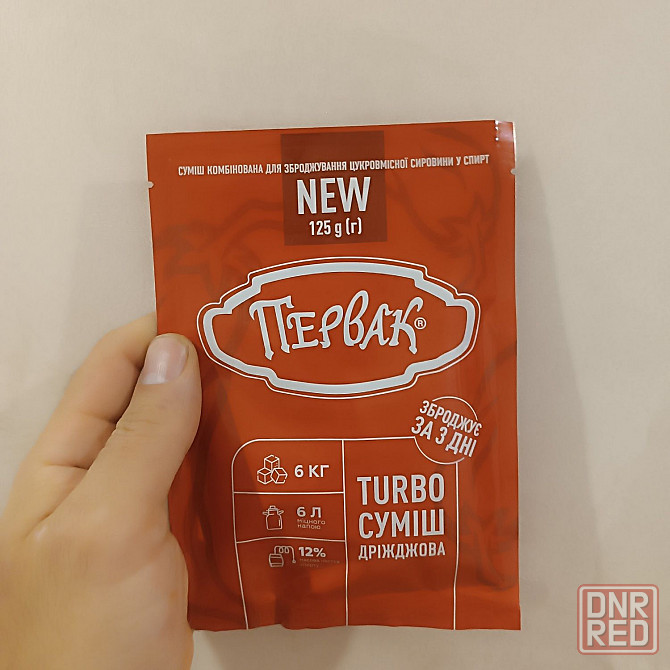 СУМІШ КОМБІНОВАНА ДЛЯ ЗБРОДЖУВАННЯ ЦУКРОВМІСНОЇ СИРОВИНИ У СПИРТ
NEW
125 g (г)
ПЕРВАК®
ЗБРОДЖУЄ
ЗА 3 ДНІ
6 КГ
6 Л
міцного
напою
12%
TURBO
СУМІШ
ДРІЖДЖОВА
DNR
RED